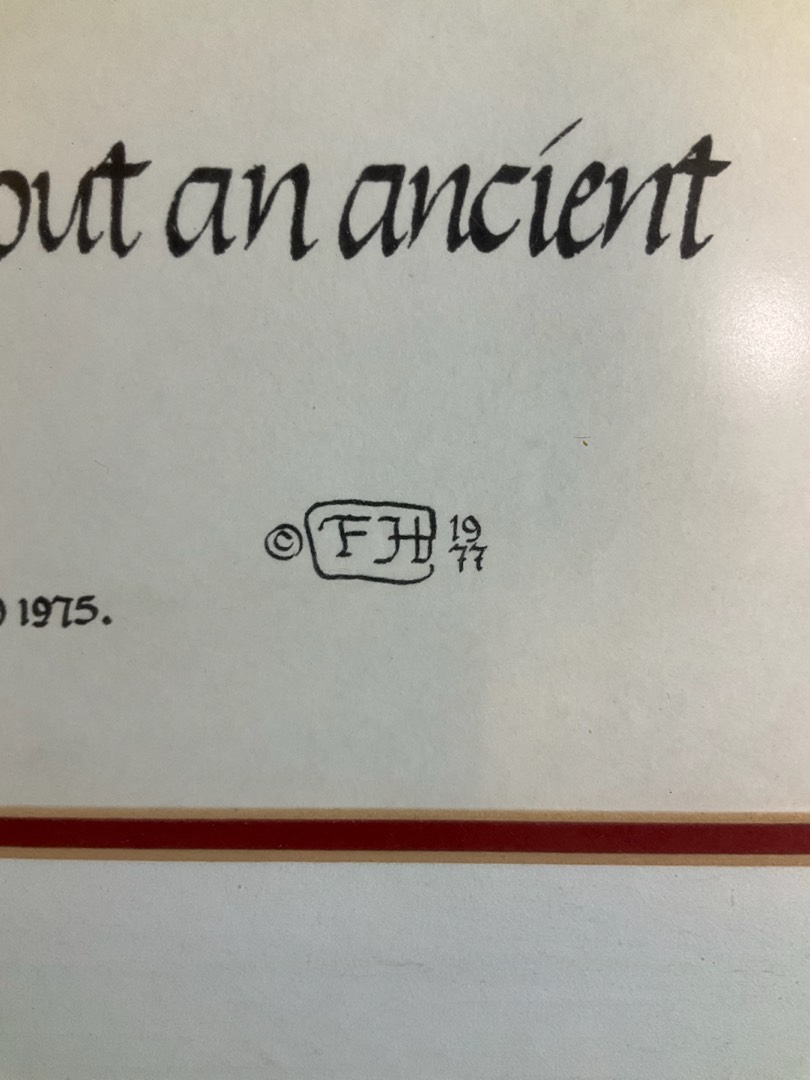 out an ancient
© FH 19
77
1975.